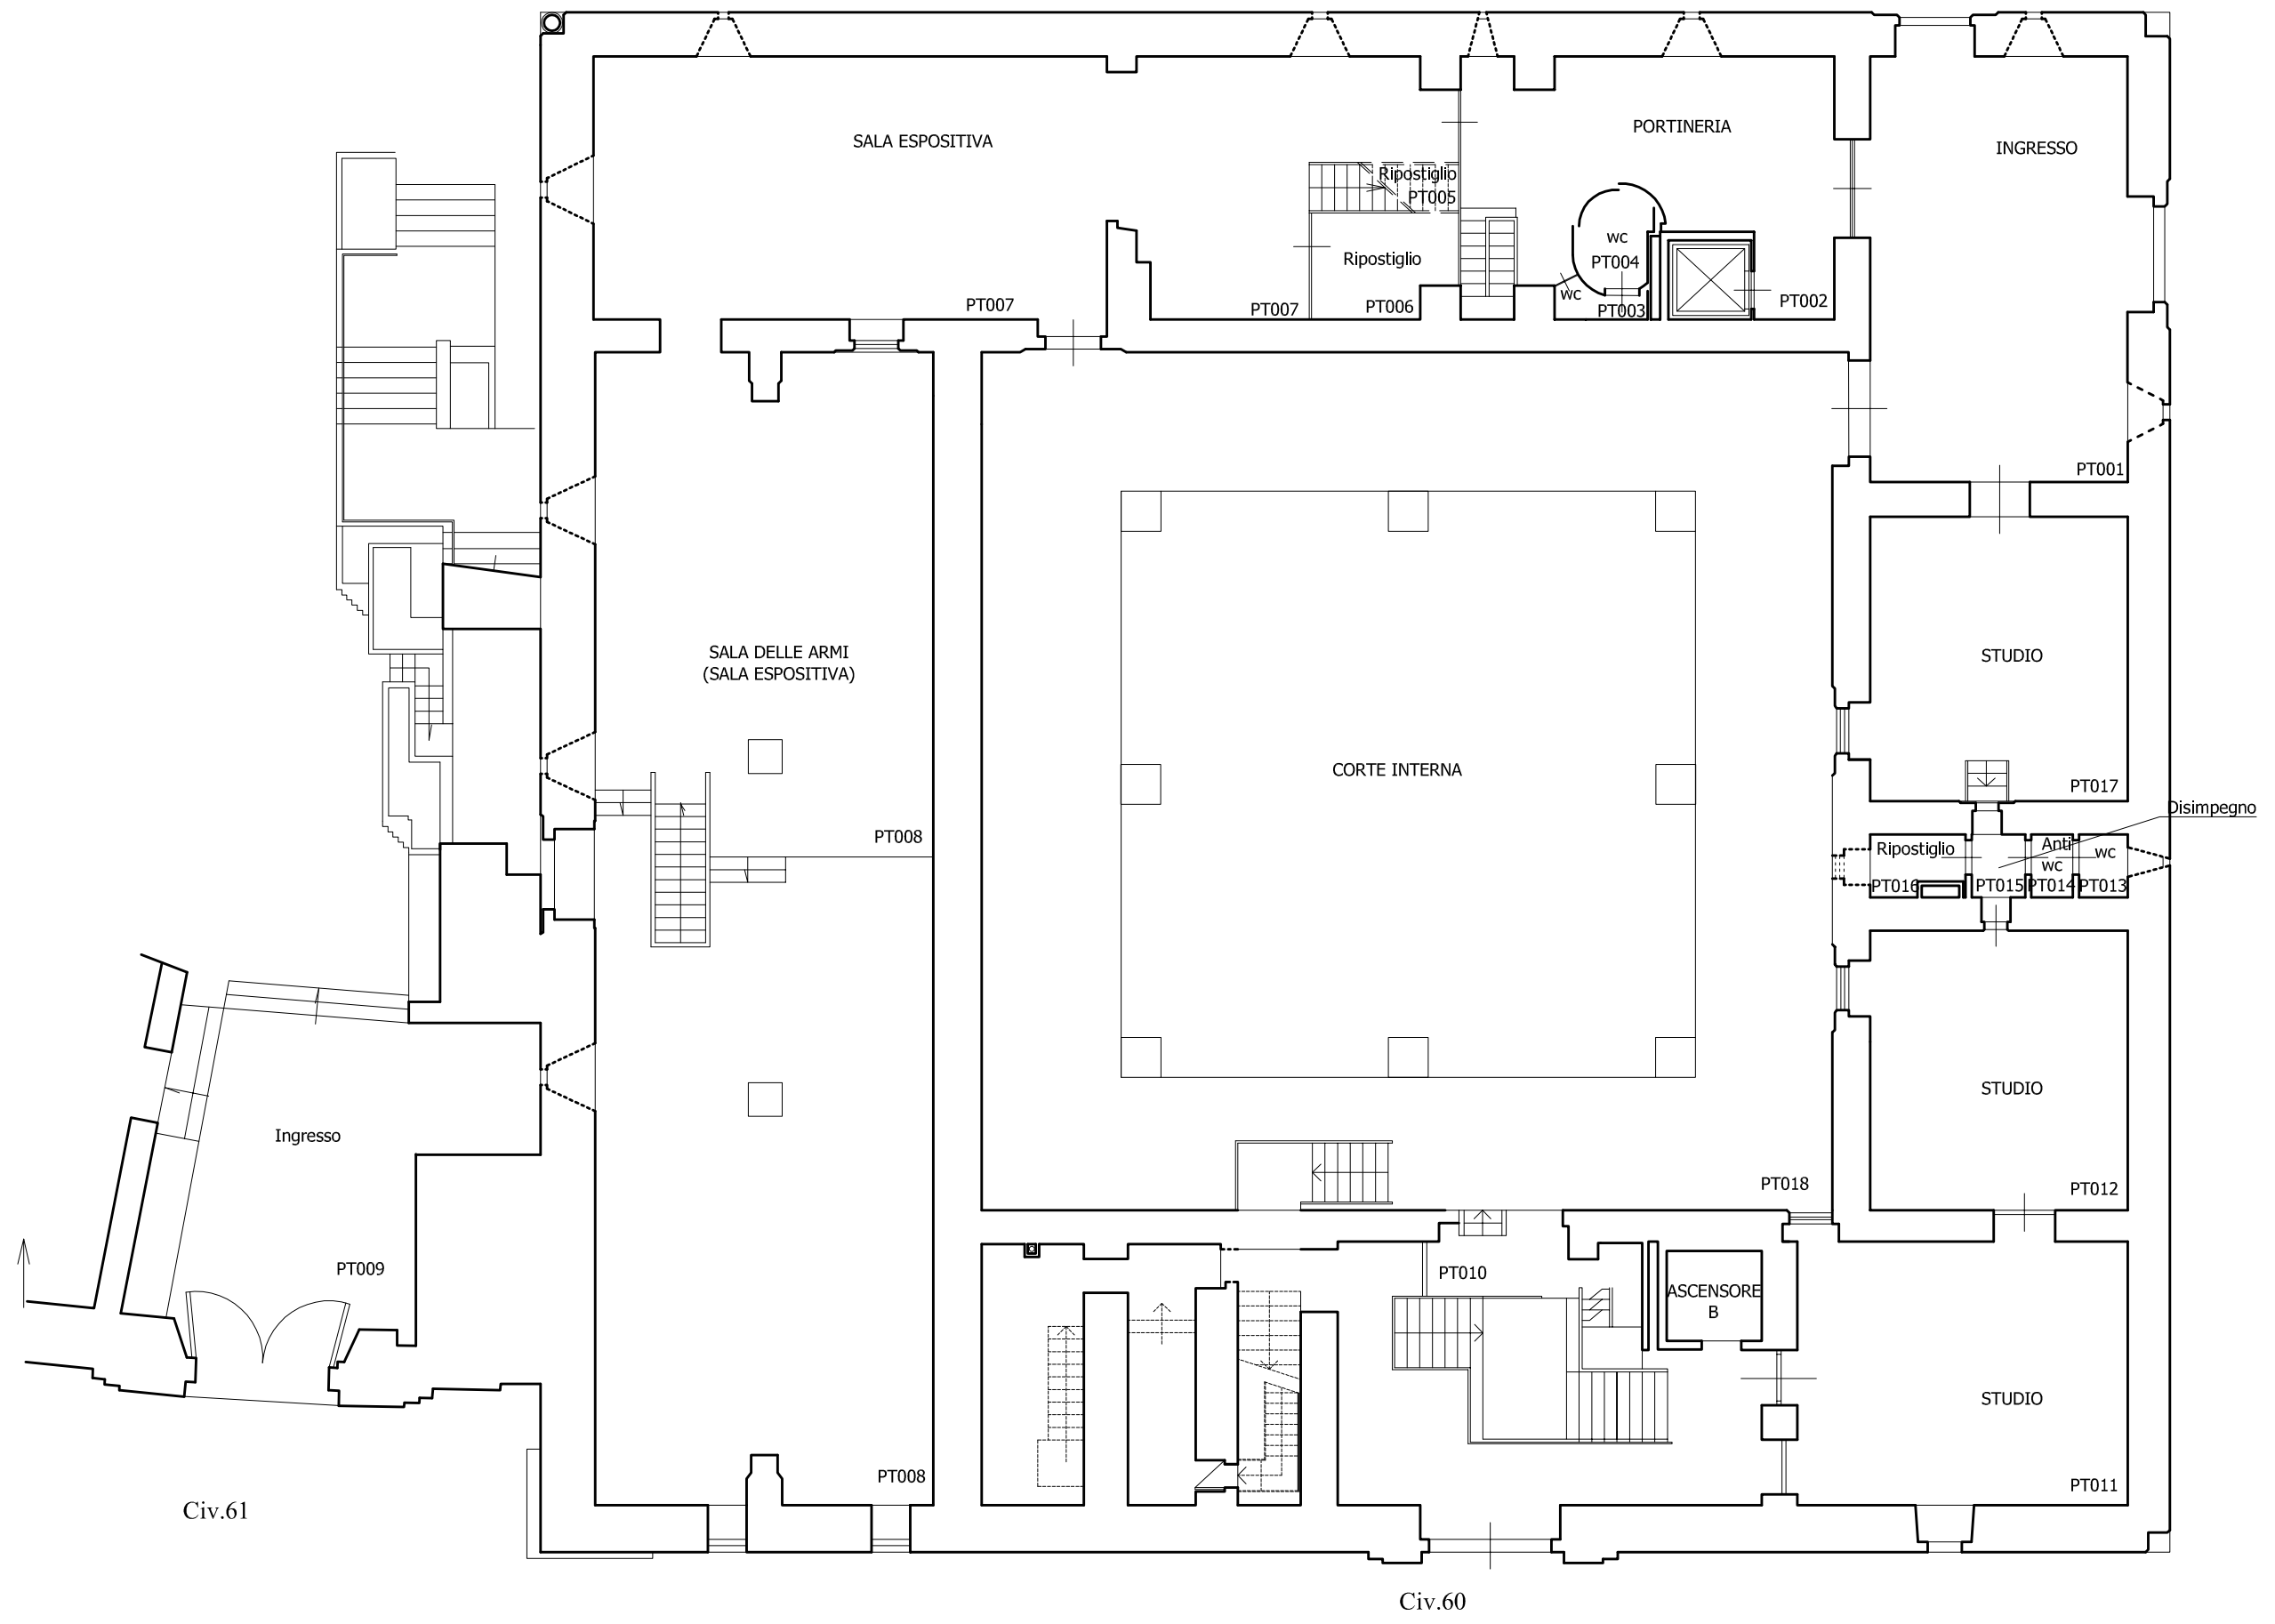 SALA ESPOSITIVA
PORTINERIA
INGRESSO
Ripostiglio
PT005
wc
PT004
Ripostiglio
PT006
wc
PT003
PT002
PT007
PT007
PT001
SALA DELLE ARMI
(SALA ESPOSITIVA)
STUDIO
CORTE INTERNA
PT017
Disimpegno
PT008
Ripostiglio
PT016
PT015
Anti
wc
PT014
wc
PT013
STUDIO
Ingresso
PT018
PT012
PT009
PT010
ASCENSORE
B
STUDIO
PT008
PT011
Civ.61
Civ.60